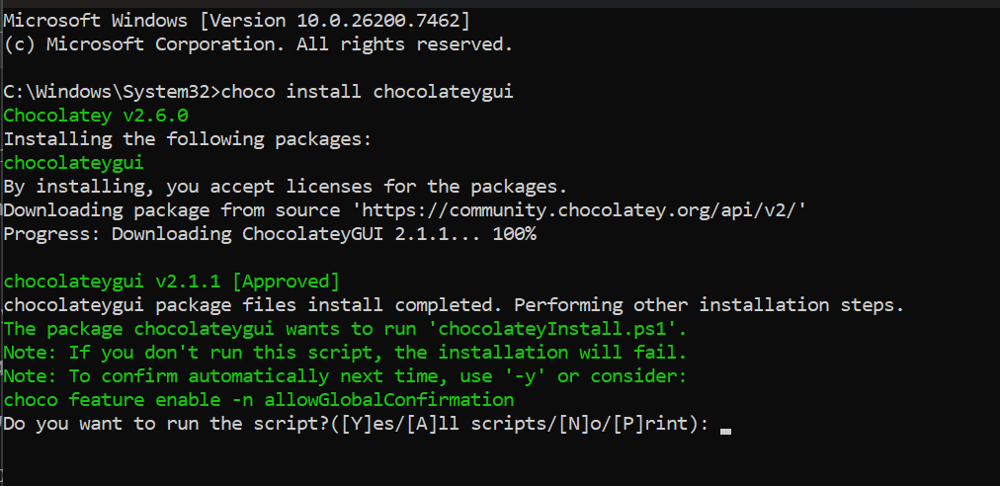 Microsoft Windows [Version 10.0.26200.7462]
(c) Microsoft Corporation. All rights reserved.
C:\Windows\System32>choco install chocolateygui
Chocolatey v2.6.0
Installing the following packages:
chocolateygui
By installing, you accept licenses for the packages.
Downloading package from source 'https://community.chocolatey.org/api/v2/'
Progress: Downloading ChocolateyGUI 2.1.1... 100%
chocolateygui v2.1.1 [Approved]
chocolateygui package files install completed. Performing other installation steps.
The package chocolateygui wants to run 'chocolateyInstall.ps1'.
Note: If you don't run this script, the installation will fail.
Note: To confirm automatically next time, use '-y' or consider:
choco feature enable -n allowGlobalConfirmation
Do you want to run the script?([Y]es/[A]ll scripts/[N]o/[P]rint):